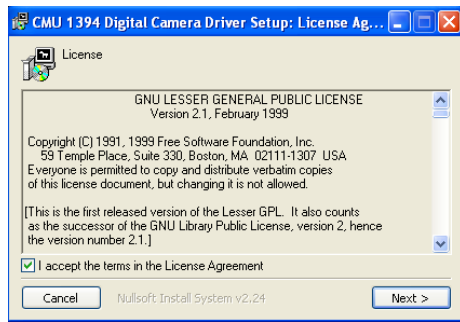 CMU 1394 Digital Camera Driver Setup: License Ag...
License
GNU LESSER GENERAL PUBLIC LICENSE
Version 2.1, February 1999
Copyright (C) 1991, 1999 Free Software Foundation, Inc.
59 Temple Place, Suite 330, Boston, MA  02111-1307  USA
Everyone is permitted to copy and distribute verbatim copies
of this license document, but changing it is not allowed.
[This is the first released version of the Lesser GPL.  It also counts
as the successor of the GNU Library Public License, version 2, hence
the version number 2.1.]
I accept the terms in the License Agreement
Cancel
Nullsoft Install System v2.24
Next >